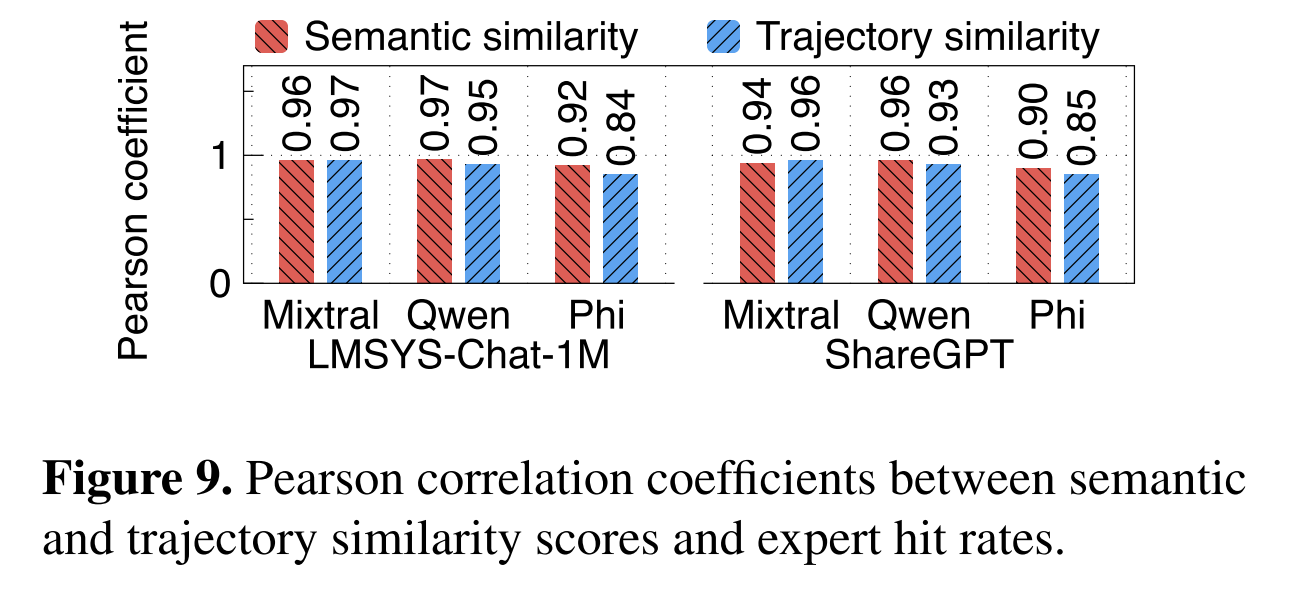 Semantic similarity Trajectory similarity
Pearson coefficient
1
0
0.96 0.97 0.97 0.95 0.92 0.84 0.94 0.96 0.96 0.93 0.90 0.85
Mixtral Qwen Phi Mixtral Qwen Phi
LMSYS-Chat-1M ShareGPT
Figure 9. Pearson correlation coefficients between semantic
and trajectory similarity scores and expert hit rates.